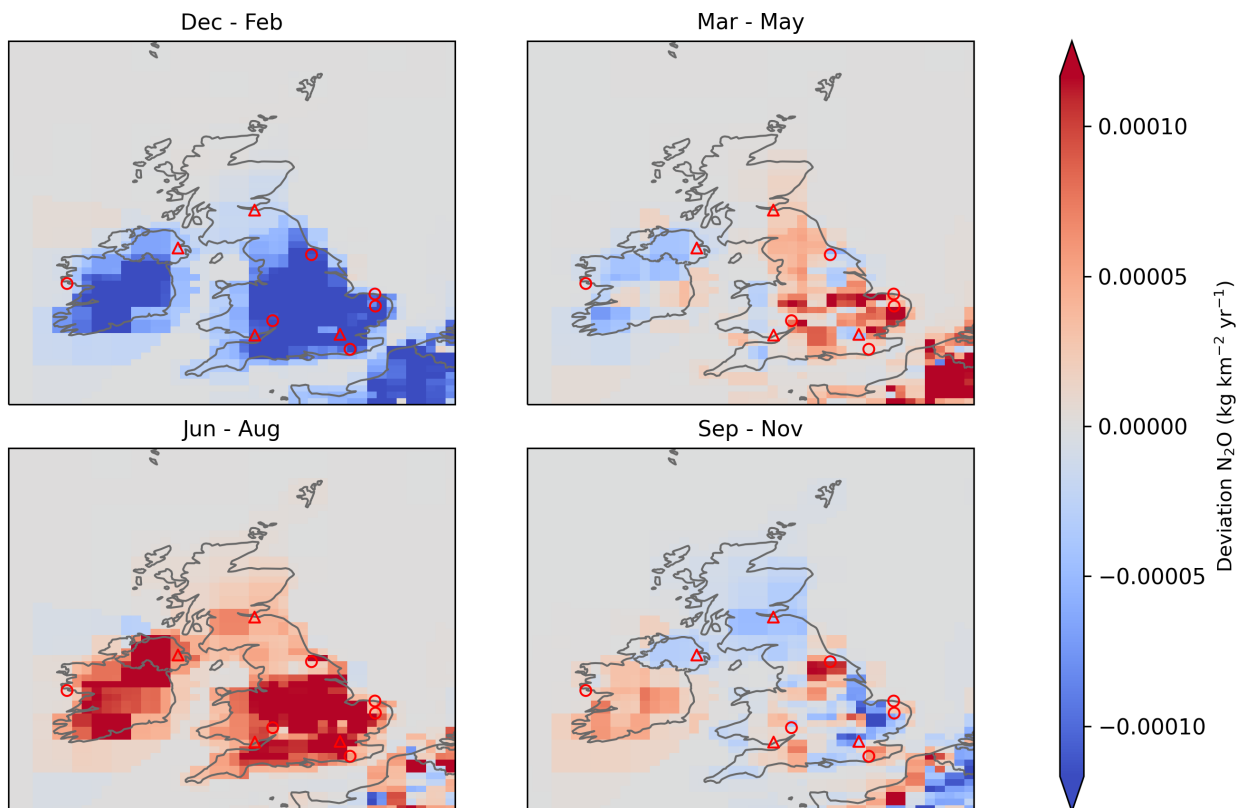 Dec - Feb
Mar - May
Jun - Aug
Sep - Nov
0.00010
0.00005
0.00000
−0.00005
−0.00010
Deviation N₂O (kg km⁻² yr⁻¹)